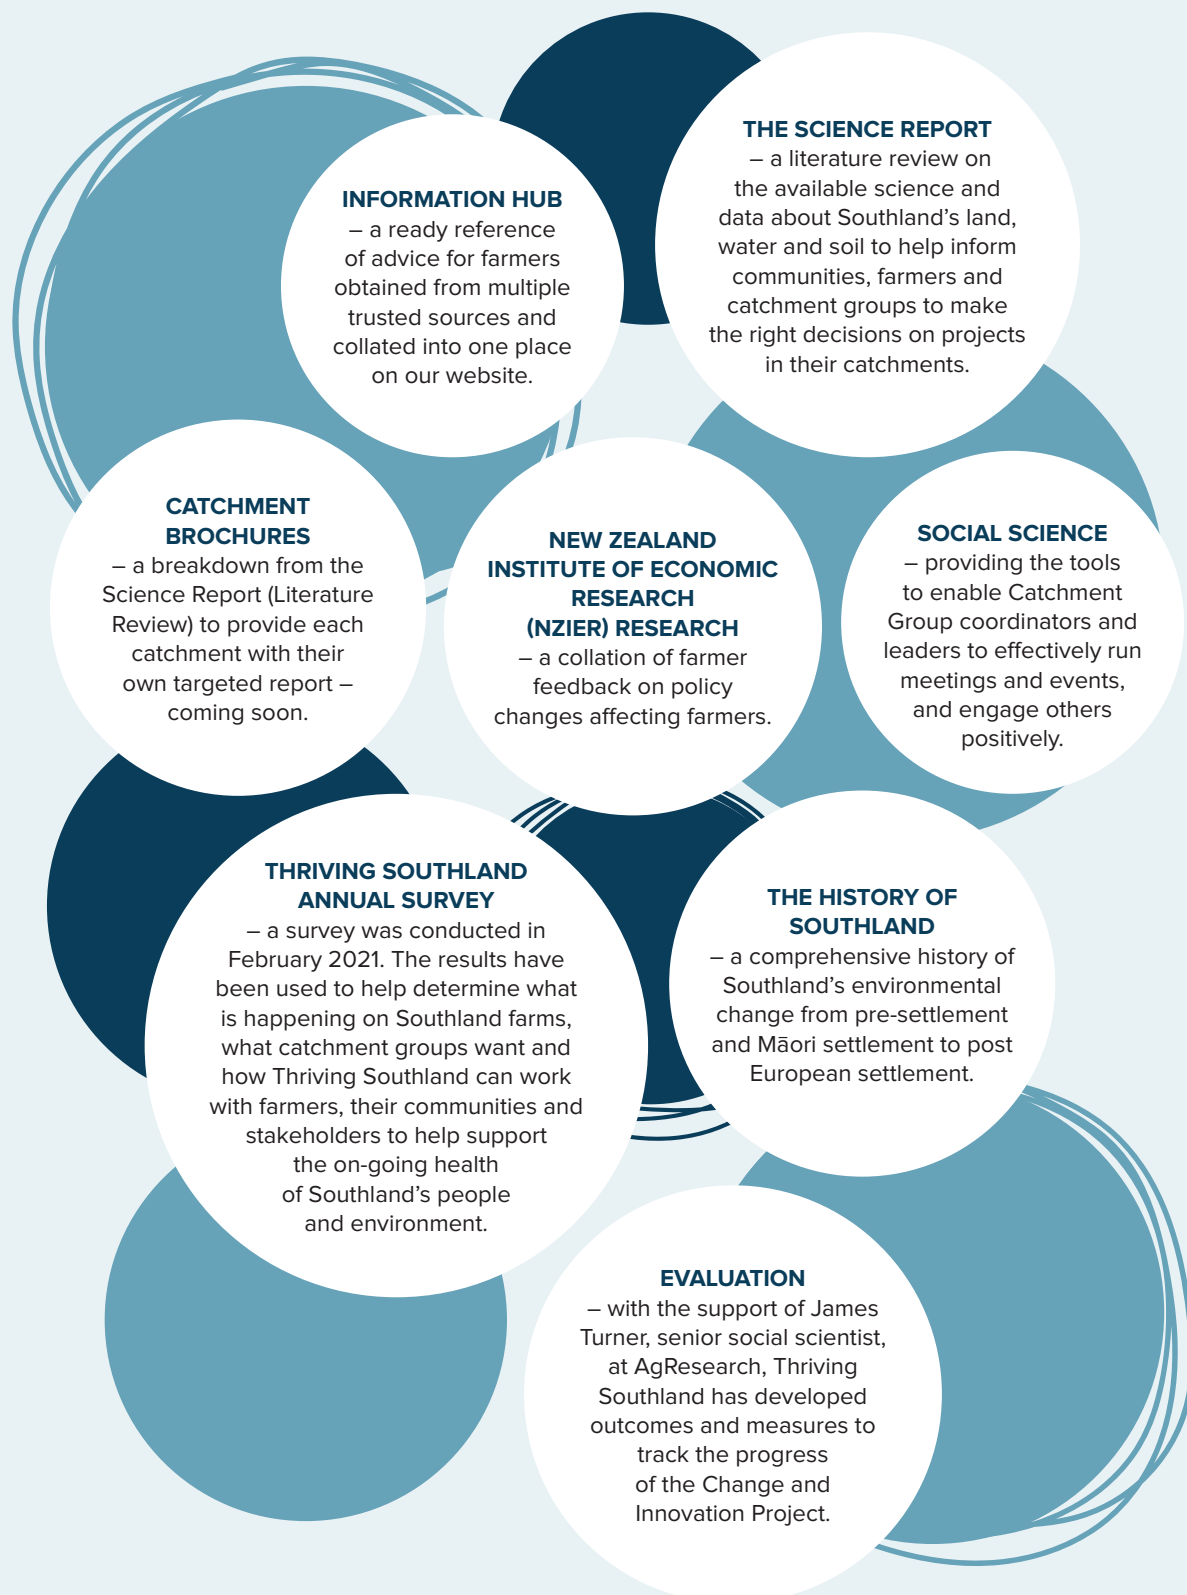 INFORMATION HUB
– a ready reference
of advice for farmers
obtained from multiple
trusted sources and
collated into one place
on our website.
THE SCIENCE REPORT
– a literature review on
the available science and
data about Southland’s land,
water and soil to help inform
communities, farmers and
catchment groups to make
the right decisions on projects
in their catchments.
CATCHMENT
BROCHURES
– a breakdown from the
Science Report (Literature
Review) to provide each
catchment with their
own targeted report –
coming soon.
NEW ZEALAND
INSTITUTE OF ECONOMIC
RESEARCH
(NZIER) RESEARCH
– a collation of farmer
feedback on policy
changes affecting farmers.
SOCIAL SCIENCE
– providing the tools
to enable Catchment
Group coordinators and
leaders to effectively run
meetings and events,
and engage others
positively.
THRIVING SOUTHLAND
ANNUAL SURVEY
– a survey was conducted in
February 2021. The results have
been used to help determine what
is happening on Southland farms,
what catchment groups want and
how Thriving Southland can work
with farmers, their communities and
stakeholders to help support
the on-going health
of Southland’s people
and environment.
THE HISTORY OF
SOUTHLAND
– a comprehensive history of
Southland’s environmental
change from pre-settlement
and Māori settlement to post
European settlement.
EVALUATION
– with the support of James
Turner, senior social scientist,
at AgResearch, Thriving
Southland has developed
outcomes and measures to
track the progress
of the Change and
Innovation Project.